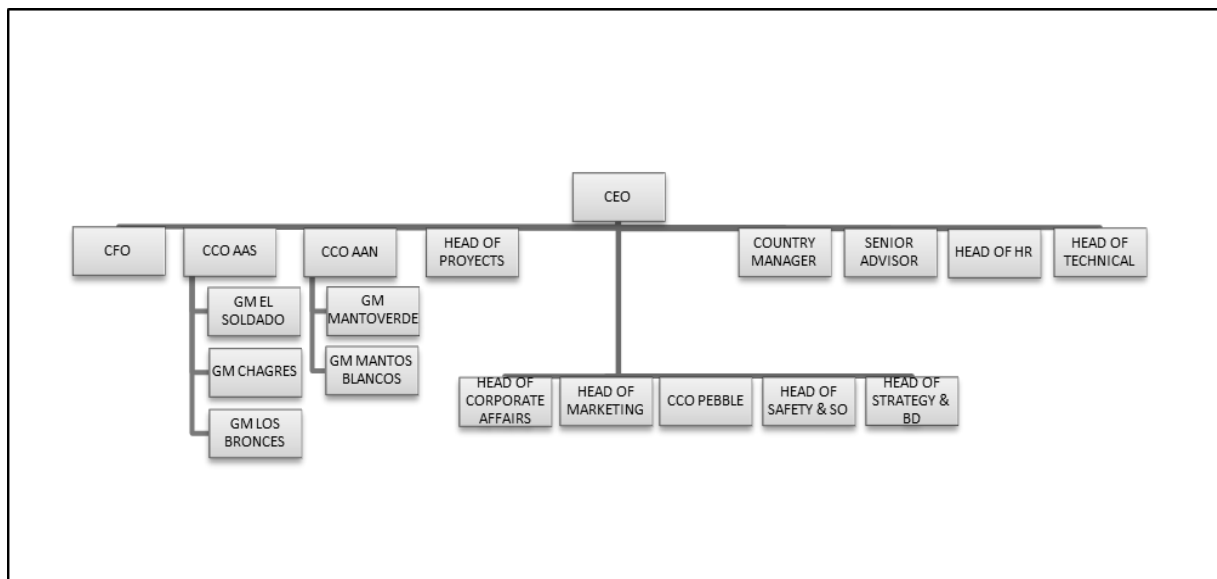 CEO
CFO
CCO AAS
CCO AAN
HEAD OF
PROYECTS
COUNTRY
MANAGER
SENIOR
ADVISOR
HEAD OF HR
HEAD OF
TECHNICAL
GM EL
SOLDADO
GM CHAGRES
GM LOS
BRONCES
GM
MANTOVERDE
GM MANTOS
BLANCOS
HEAD OF
CORPORATE
AFFAIRS
HEAD OF
MARKETING
CCO PEBBLE
HEAD OF
SAFETY & SO
HEAD OF
STRATEGY &
BD